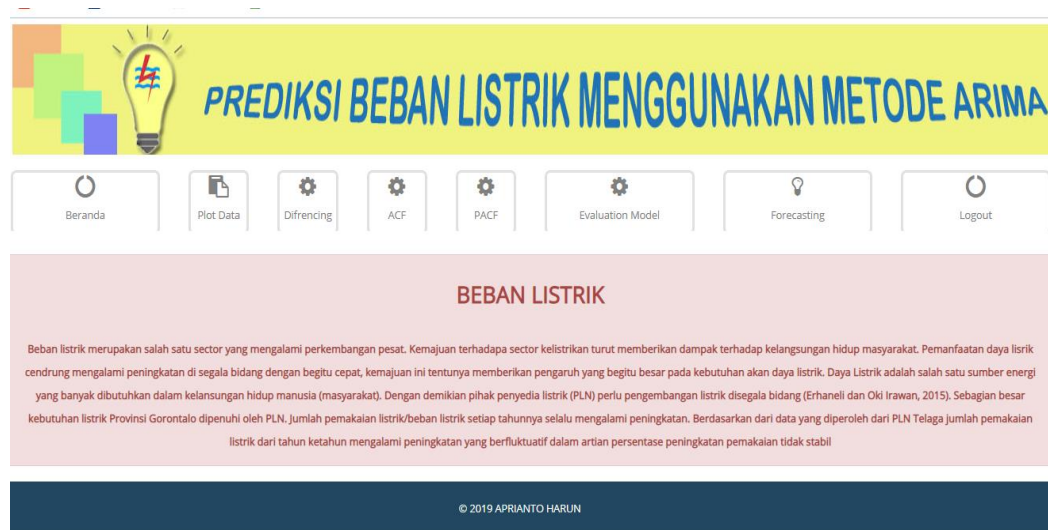 PREDIKSI BEBAN LISTRIK MENGGUNAKAN METODE ARIMA
Beranda
Plot Data
Difrencing
ACF
PACF
Evaluation Model
Forecasting
Logout
BEBAN LISTRIK
Beban listrik merupakan salah satu sector yang mengalami perkembangan pesat. Kemajuan terhadapa sector kelistrikan turut memberikan dampak terhadap kelangsungan hidup masyarakat. Pemanfaatan daya lisrik
cendrung mengalami peningkatan di segala bidang dengan begitu cepat, kemajuan ini tentunya memberikan pengaruh yang begitu besar pada kebutuhan akan daya listrik. Daya Listrik adalah salah satu sumber energi
yang banyak dibutuhkan dalam kelansungan hidup manusia (masyarakat). Dengan demikian pihak penyedia listrik (PLN) perlu pengembangan listrik disegala bidang (Erhaneli dan Oki Irawan, 2015). Sebagian besar
kebutuhan listrik Provinsi Gorontalo dipenuhi oleh PLN. Jumlah pemakaian listrik/beban listrik setiap tahunnya selalu mengalami peningkatan. Berdasarkan dari data yang diperoleh dari PLN Telaga jumlah pemakaian
listrik dari tahun ketahun mengalami peningkatan yang berfluktuatif dalam artian persentase peningkatan pemakaian tidak stabil
© 2019 APRIANTO HARUN